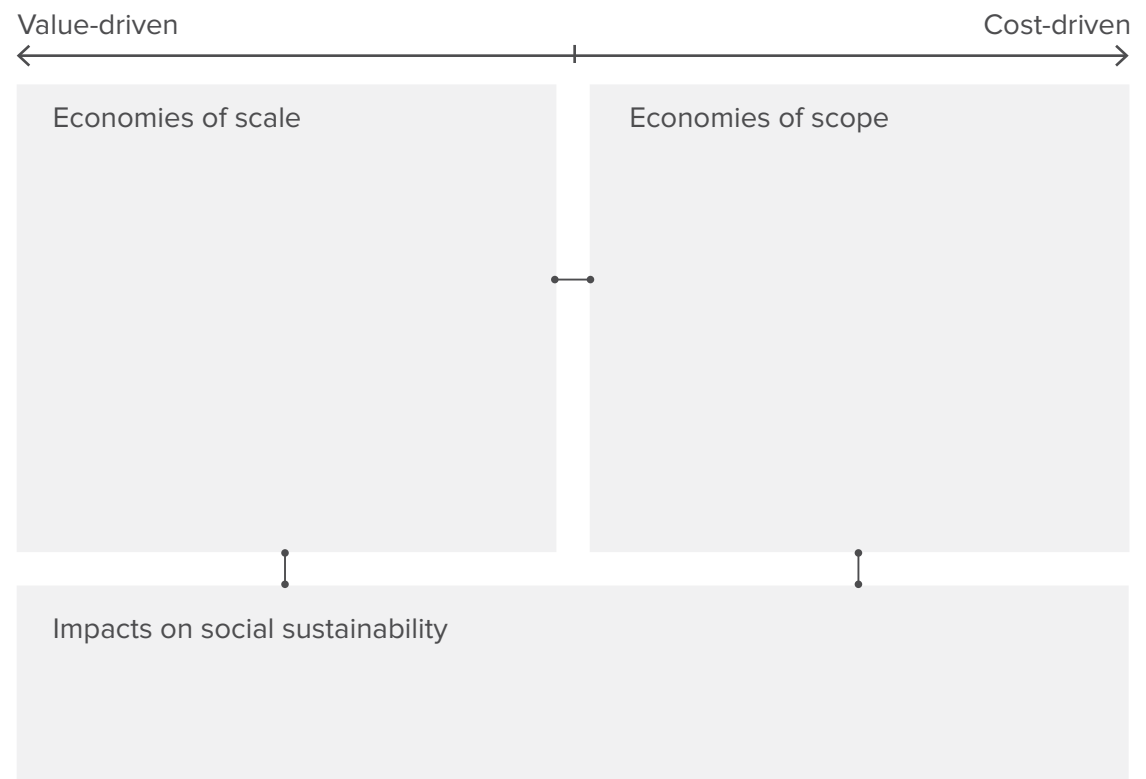 Value-driven
Cost-driven
Economies of scale
Economies of scope
Impacts on social sustainability